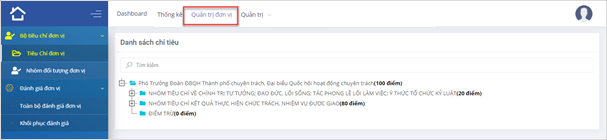 Dashboard Thống kê Quản trị đơn vị Quản trị
Bộ tiêu chí đơn vị
Tiêu Chí đơn vị
Nhóm đối tượng đơn vị
Đánh giá đơn vị
Toàn bộ đánh giá đơn vị
Khôi phục đánh giá
Danh sách chỉ tiêu
Tìm kiếm
Phó Trưởng Đoàn ĐBQH Thành phố chuyên trách, Đại biểu Quốc hội hoạt động chuyên trách(100 điểm)
NHÓM TIÊU CHÍ VỀ CHÍNH TRỊ TƯ TƯỞNG; ĐẠO ĐỨC, LỐI SỐNG; TÁC PHONG LỀ LỐI LÀM VIỆC; Ý THỨC TỔ CHỨC KỶ LUẬT(20 điểm)
NHÓM TIÊU CHÍ KẾT QUẢ THỰC HIỆN CHỨC TRÁCH, NHIỆM VỤ ĐƯỢC GIAO(80 điểm)
ĐIỂM TRỪ(0 điểm)